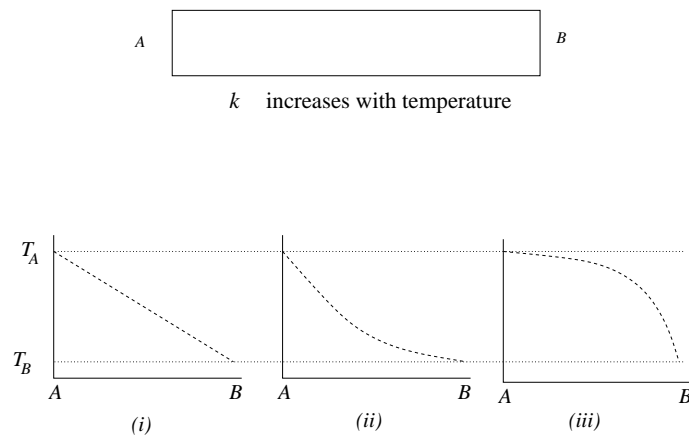 A B
k increases with temperature
T_A
T_B
A B A B A B
(i) (ii) (iii)